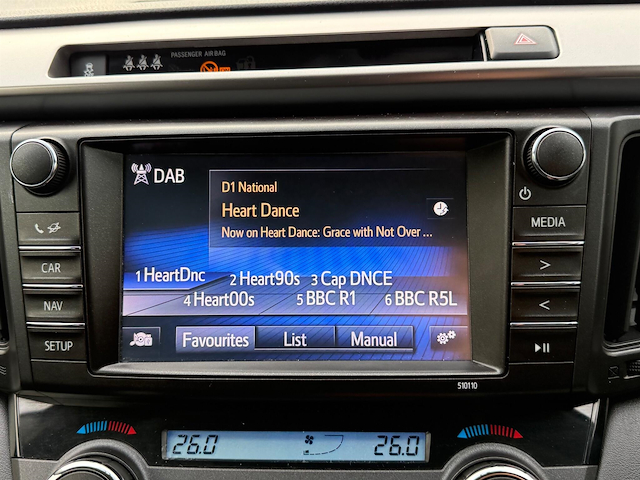 PASSENGER AIR BAG
DAB
D1 National
Heart Dance
Now on Heart Dance: Grace with Not Over ...
1 HeartDnc 2 Heart90s 3 Cap DNCE
4 Heart00s 5 BBC R1 6 BBC R5L
Favourites List Manual
CAR
NAV
SETUP
MEDIA
>
<
510110
26.0 26.0